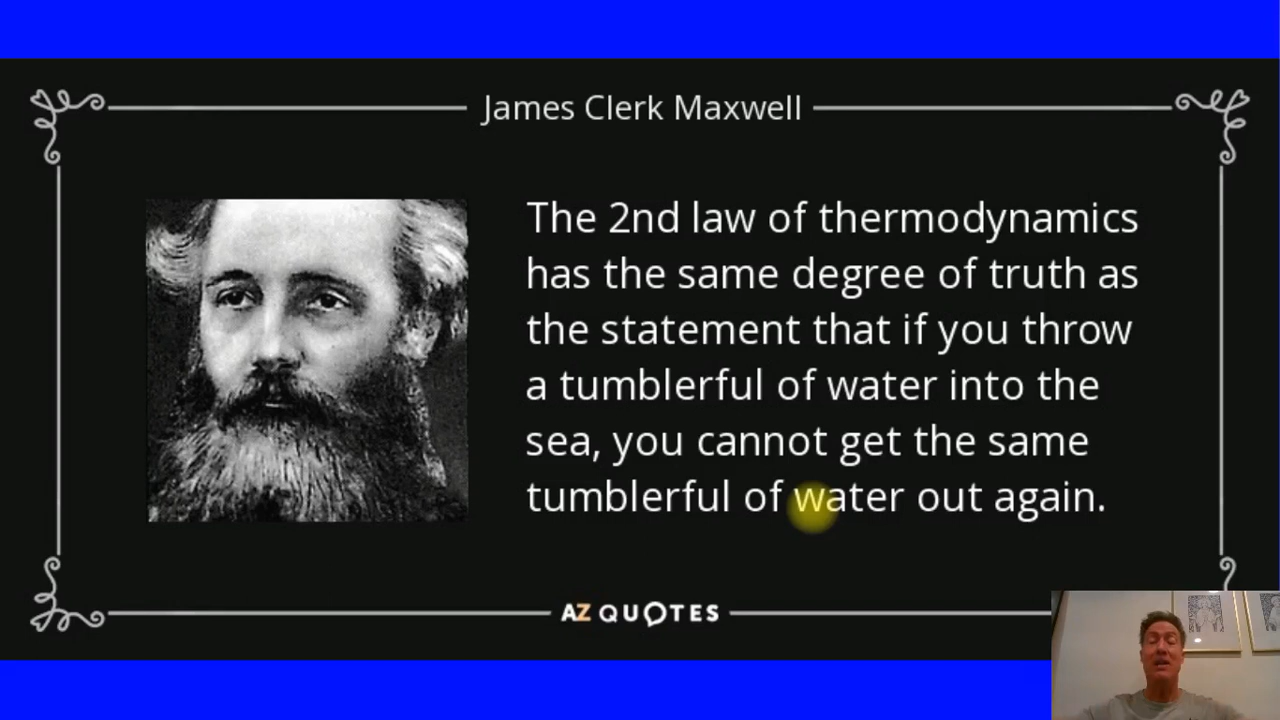 James Clerk Maxwell
The 2nd law of thermodynamics
has the same degree of truth as
the statement that if you throw
a tumblerful of water into the
sea, you cannot get the same
tumblerful of water out again.
AZ QUOTES